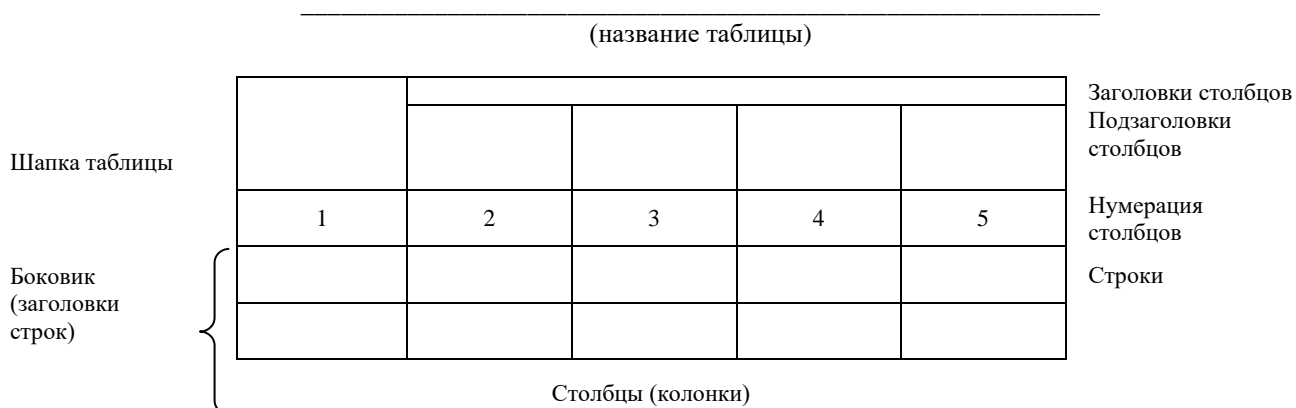 (название таблицы)
Заголовки столбцов
Подзаголовки
столбцов
Шапка таблицы
1 2 3 4 5
Нумерация
столбцов
Боковик
(заголовки
строк)
Строки
Столбцы (колонки)